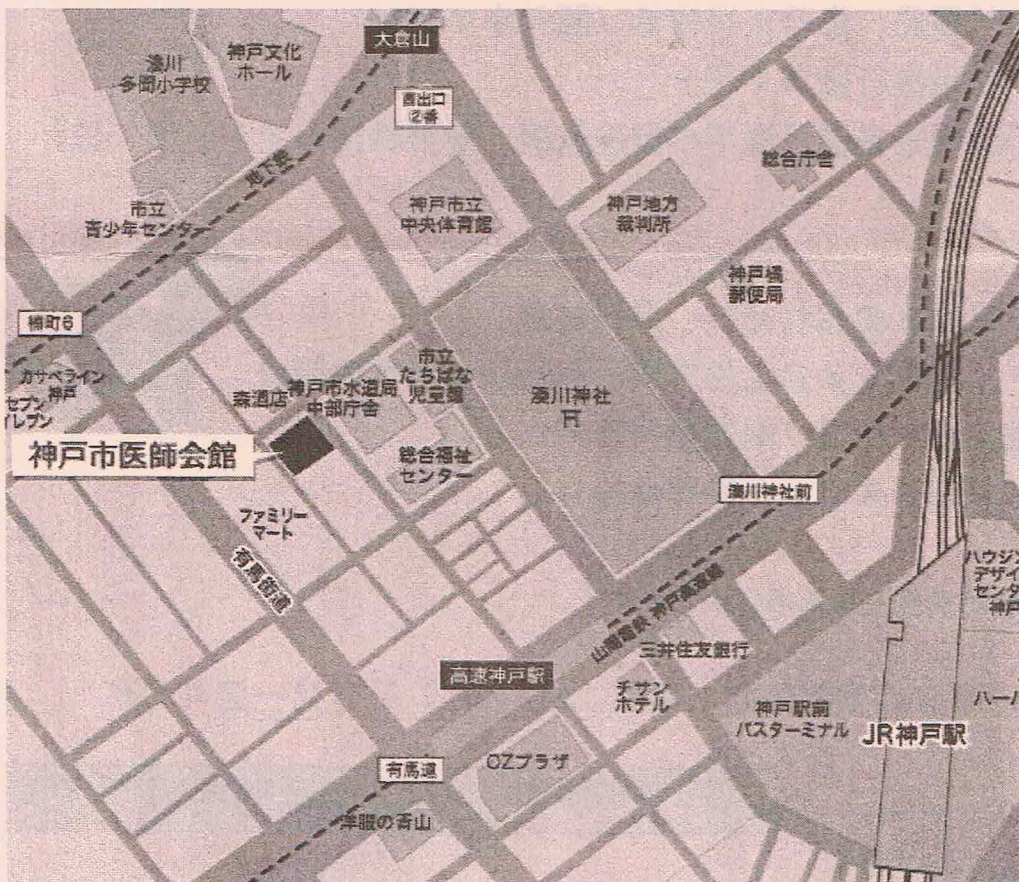 大倉山
湊川
多聞小学校
神戸文化
ホール
西出口
②番
地下鉄
総合庁舎
市立
青少年センター
神戸市立
中央体育館
神戸地方
裁判所
神戸橘
郵便局
楠町6
カサベライン
神戸
セブン
イレブン
森酒店
神戸市水道局
中部庁舎
市立
たちばな
児童館
湊川神社
神戸市医師会館
総合福祉
センター
湊川神社前
ファミリー
マート
有馬街道
山陽電鉄 神戸高速線
ハウジン
デザイ
センタ
神戸
高速神戸駅
三井住友銀行
チサン
ホテル
神戸駅前
バスターミナル
JR神戸駅
ハーバ
有馬道
OZプラザ
洋服の青山